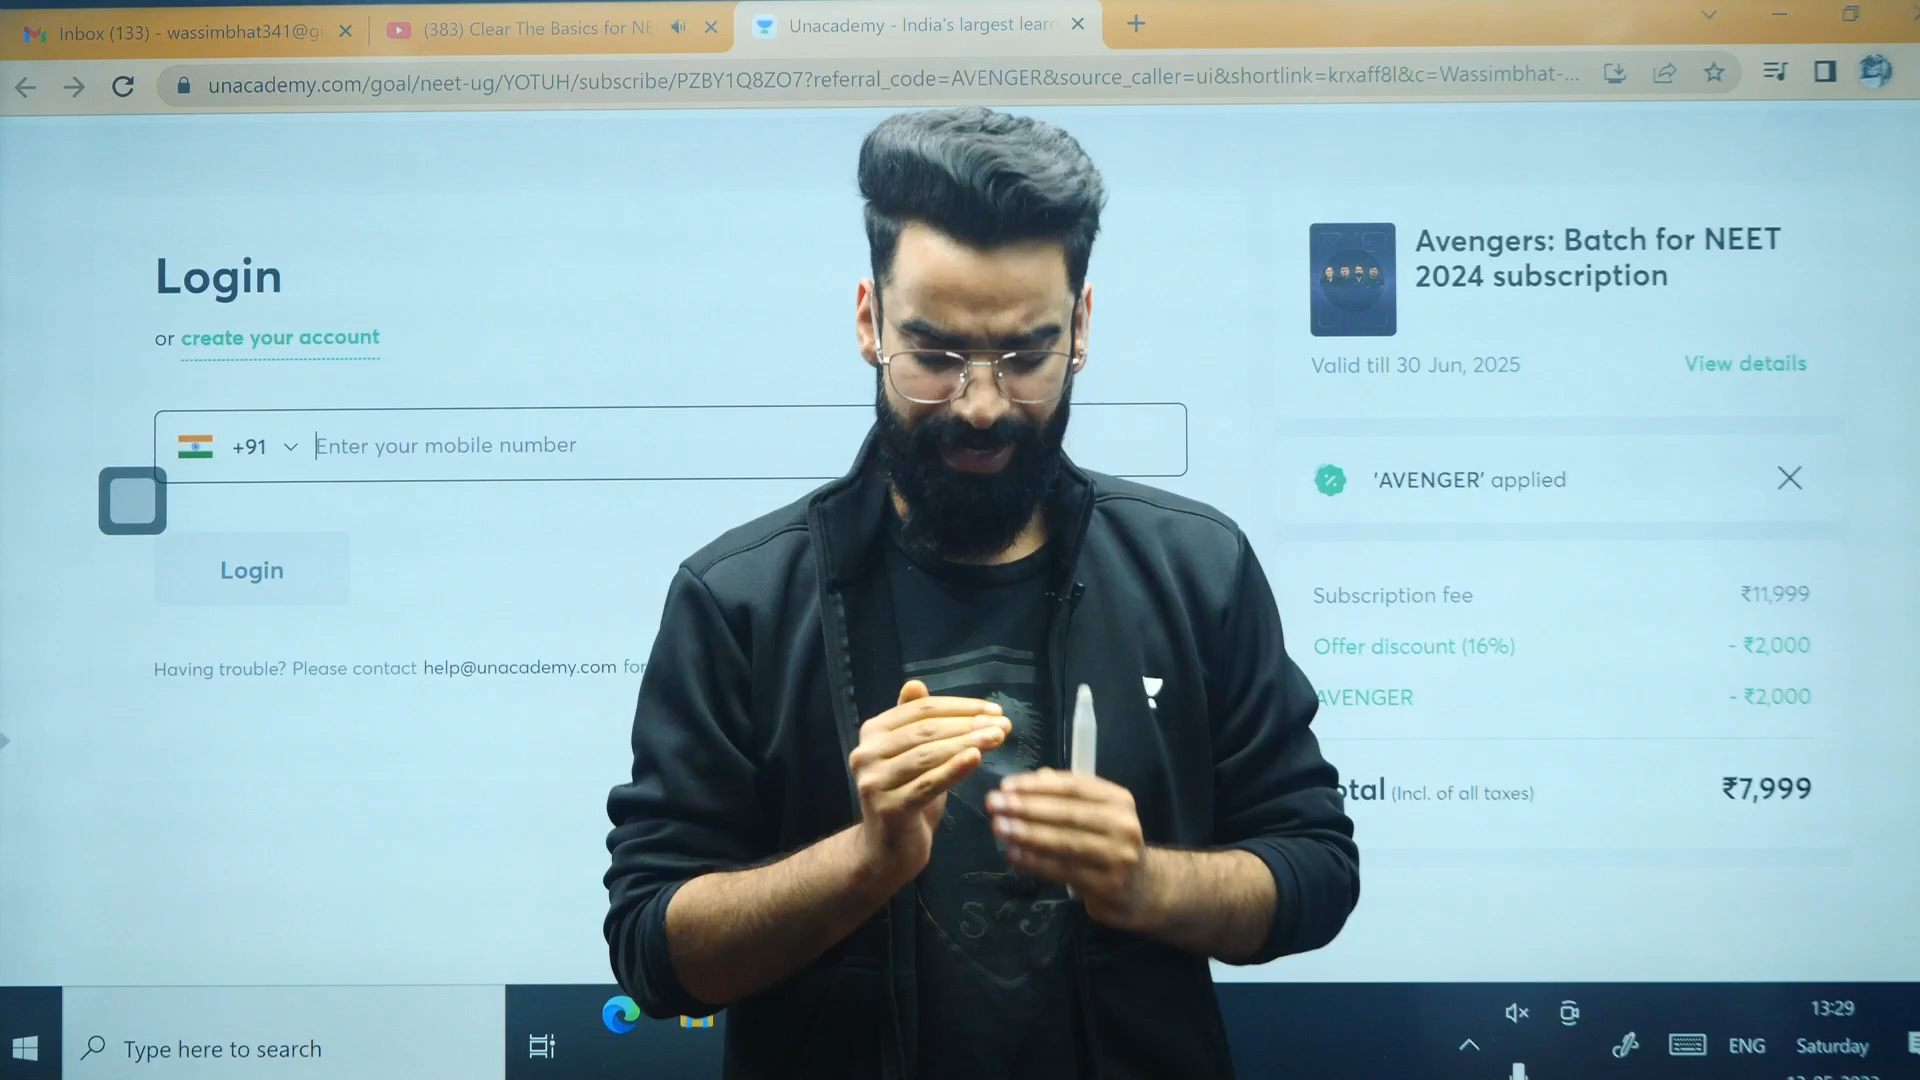 Inbox (133) - wassimbhat341@g
(383) Clear The Basics for NE
Unacademy - India's largest learn
unacademy.com/goal/neet-ug/YOTUH/subscribe/PZBY1Q8ZO7?referral_code=AVENGER&source_caller=ui&shortlink=krxaff8l&c=Wassimbhat-...
Login
or create your account
+91 Enter your mobile number
Login
Having trouble? Please contact help@unacademy.com for
Avengers: Batch for NEET
2024 subscription
Valid till 30 Jun, 2025 View details
'AVENGER' applied
Subscription fee ₹11,999
Offer discount (16%) - ₹2,000
AVENGER - ₹2,000
otal (Incl. of all taxes) ₹7,999
S F
Type here to search
13:29
ENG
Saturday